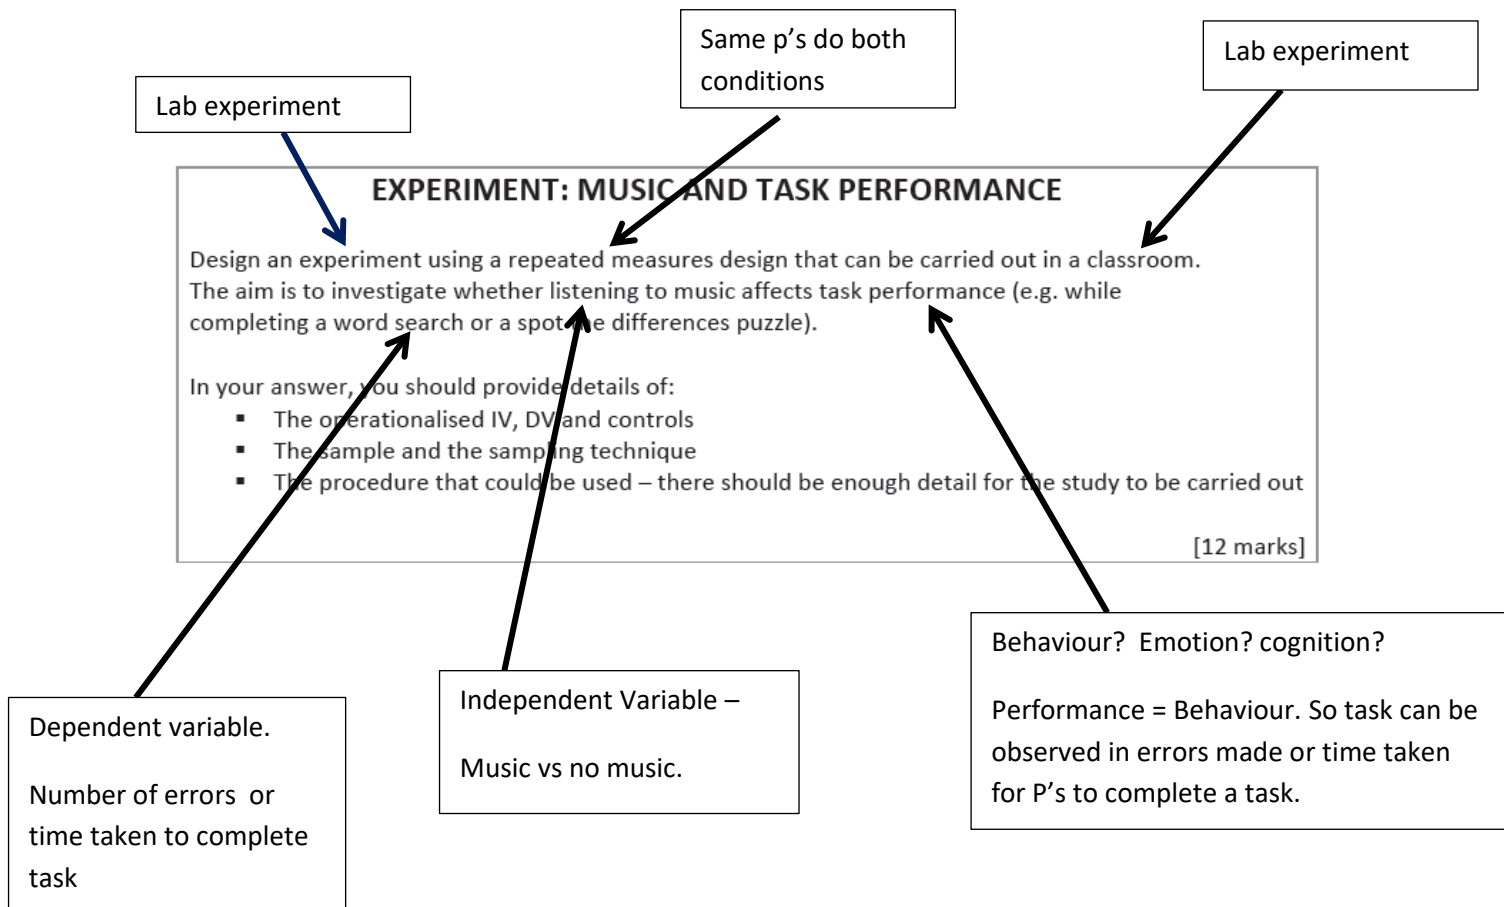 Same p’s do both
conditions
Lab experiment
Lab experiment
EXPERIMENT: MUSIC AND TASK PERFORMANCE
Design an experiment using a repeated measures design that can be carried out in a classroom.
The aim is to investigate whether listening to music affects task performance (e.g. while
completing a word search or a spot the differences puzzle).
In your answer, you should provide details of:
▪ The operationalised IV, DV and controls
▪ The sample and the sampling technique
▪ The procedure that could be used – there should be enough detail for the study to be carried out
[12 marks]
Dependent variable.
Number of errors or
time taken to complete
task
Independent Variable –
Music vs no music.
Behaviour? Emotion? cognition?
Performance = Behaviour. So task can be
observed in errors made or time taken
for P’s to complete a task.